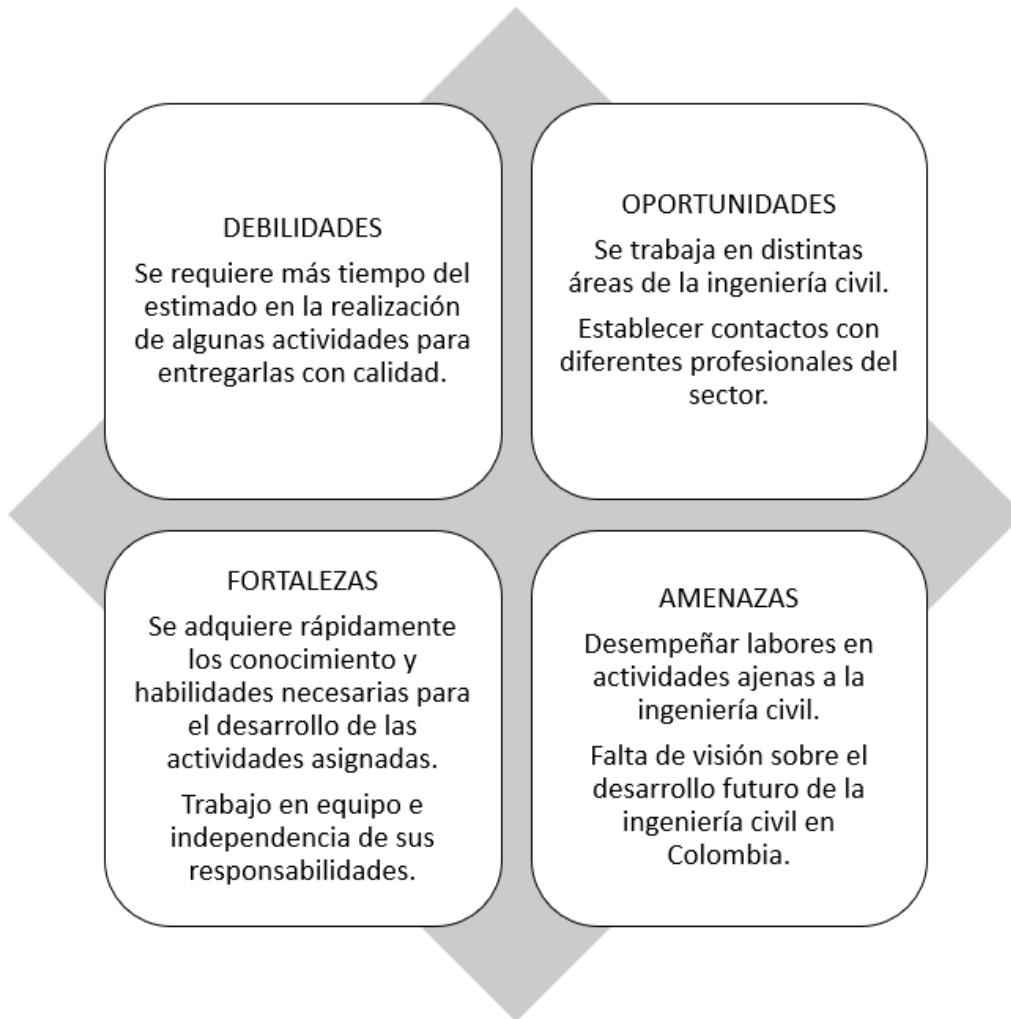 DEBILIDADES
Se requiere más tiempo del
estimado en la realización
de algunas actividades para
entregarlas con calidad.
OPORTUNIDADES
Se trabaja en distintas
áreas de la ingeniería civil.
Establecer contactos con
diferentes profesionales del
sector.
FORTALEZAS
Se adquiere rápidamente
los conocimiento y
habilidades necesarias para
el desarrollo de las
actividades asignadas.
Trabajo en equipo e
independencia de sus
responsabilidades.
AMENAZAS
Desempeñar labores en
actividades ajenas a la
ingeniería civil.
Falta de visión sobre el
desarrollo futuro de la
ingeniería civil en
Colombia.